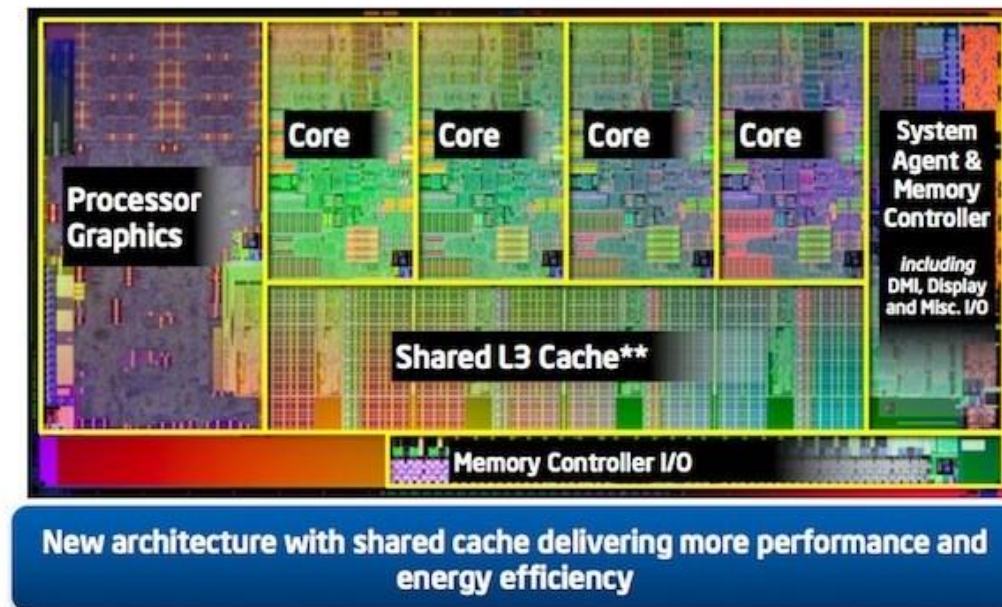 Processor
Graphics
Core
Core
Core
Core
System
Agent &
Memory
Controller
including
DMI, Display
and Misc. I/O
Shared L3 Cache**
Memory Controller I/O
New architecture with shared cache delivering more performance and
energy efficiency